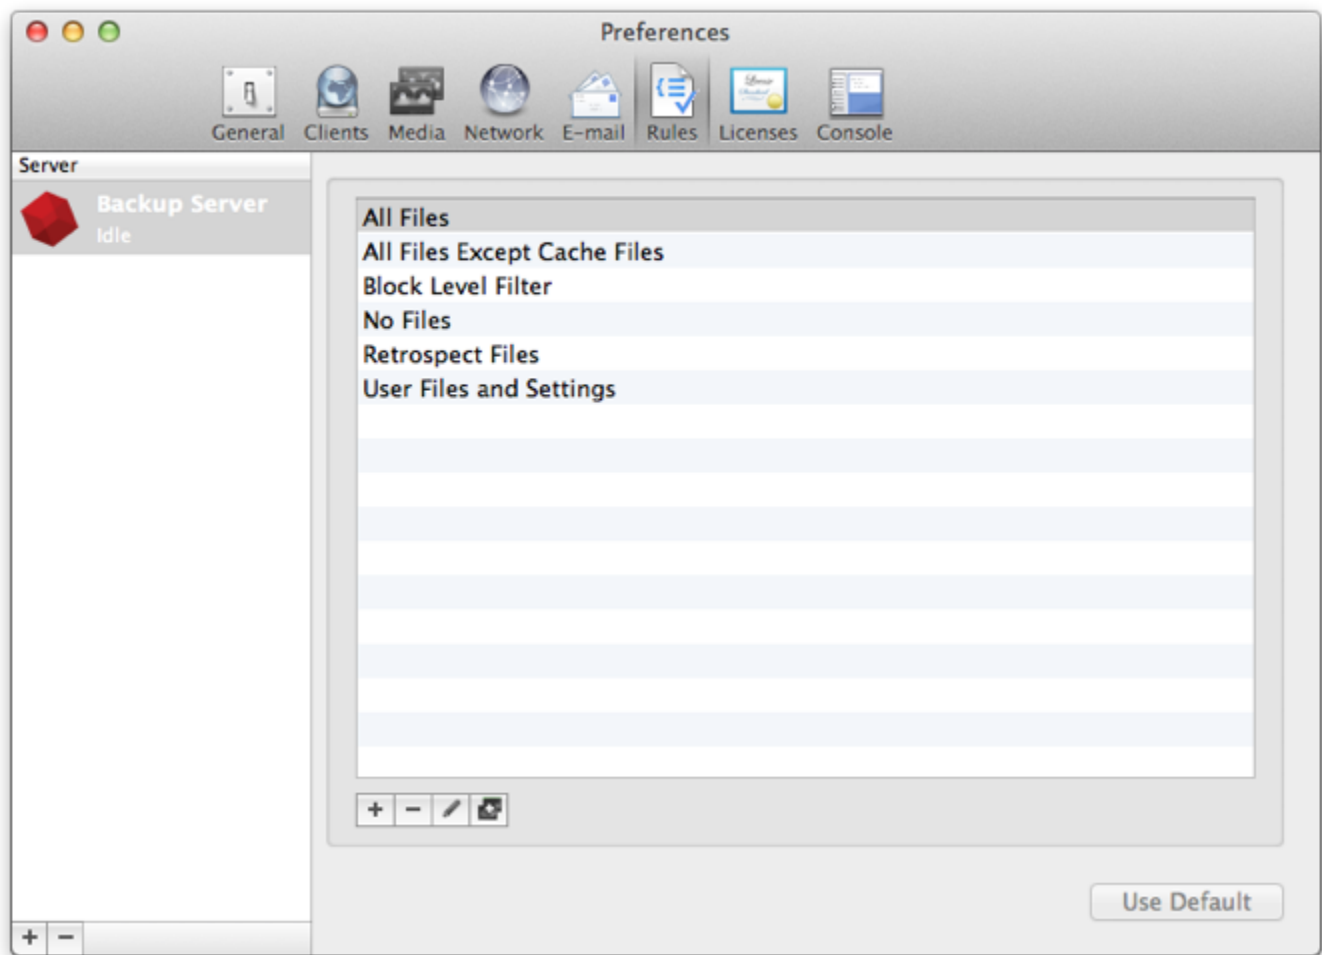 Preferences
General Clients Media Network E-mail Rules Licenses Console
Server
Backup Server
Idle
All Files
All Files Except Cache Files
Block Level Filter
No Files
Retrospect Files
User Files and Settings
+ − 
Use Default
+ −